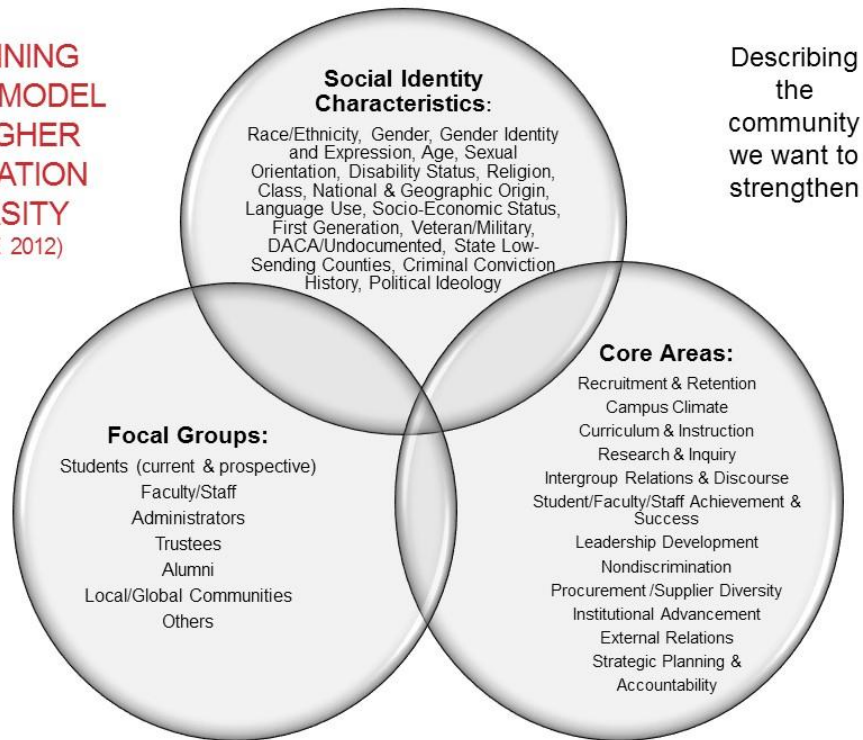 INING
MODEL
GHER
ATION
SITY
2012)
Social Identity
Characteristics:
Race/Ethnicity, Gender, Gender Identity
and Expression, Age, Sexual
Orientation, Disability Status, Religion,
Class, National & Geographic Origin,
Language Use, Socio-Economic Status,
First Generation, Veteran/Military,
DACA/Undocumented, State Low-
Sending Counties, Criminal Conviction
History, Political Ideology
Describing
the
community
we want to
strengthen
Focal Groups:
Students (current & prospective)
Faculty/Staff
Administrators
Trustees
Alumni
Local/Global Communities
Others
Core Areas:
Recruitment & Retention
Campus Climate
Curriculum & Instruction
Research & Inquiry
Intergroup Relations & Discourse
Student/Faculty/Staff Achievement &
Success
Leadership Development
Nondiscrimination
Procurement/Supplier Diversity
Institutional Advancement
External Relations
Strategic Planning &
Accountability